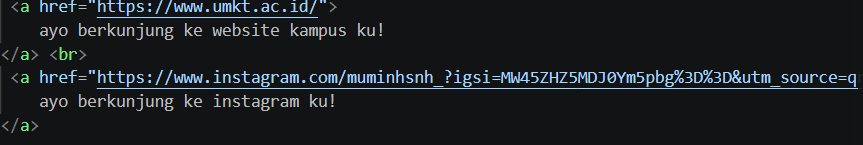 <a href="https://www.umkt.ac.id/">
ayo berkunjung ke website kampus ku!
</a> <br>
<a href="https://www.instagram.com/muminhsnh_?igsi=MW45ZHZ5MDJ0Ym5pbg%3D%3D&utm_source=q
ayo berkunjung ke instagram ku!
</a>